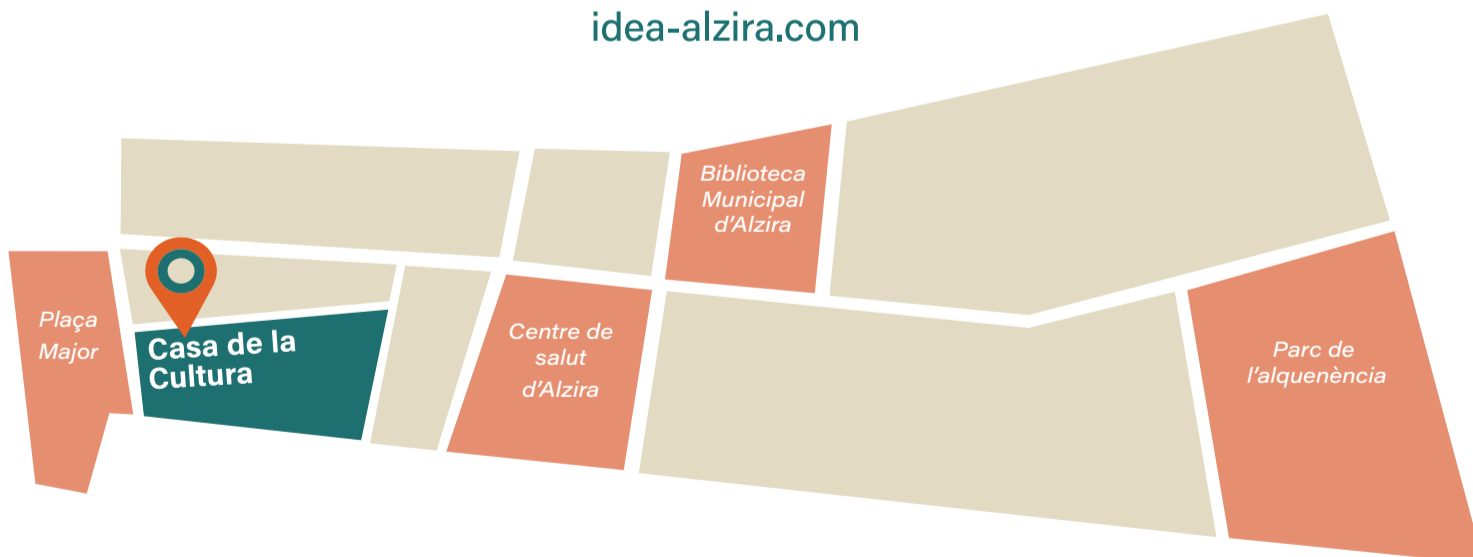 idea-alzira.com
Biblioteca
Municipal
d'Alzira
Plaça
Major
Casa de la
Cultura
Centre de
salut
d'Alzira
Parc de
l'alquenència